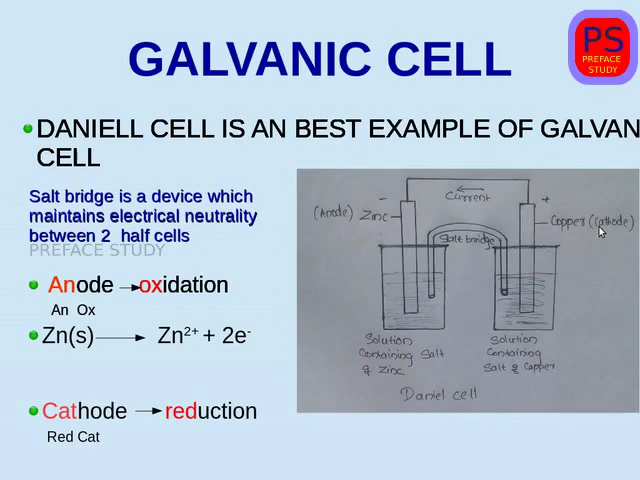 GALVANIC CELL
PS
PREFACE
STUDY
DANIELL CELL IS AN BEST EXAMPLE OF GALVAN
CELL
Salt bridge is a device which
maintains electrical neutrality
between 2 half cells
PREFACE STUDY
Anode → oxidation
An Ox
Zn(s) → Zn²⁺ + 2e⁻
Cathode → reduction
Red Cat
- Current +
(Anode) Zinc
Copper (Cathode)
Salt bridge
Solution
Containing Salt
of Zinc
Solution
Containing
Salt of Copper
Daniel cell